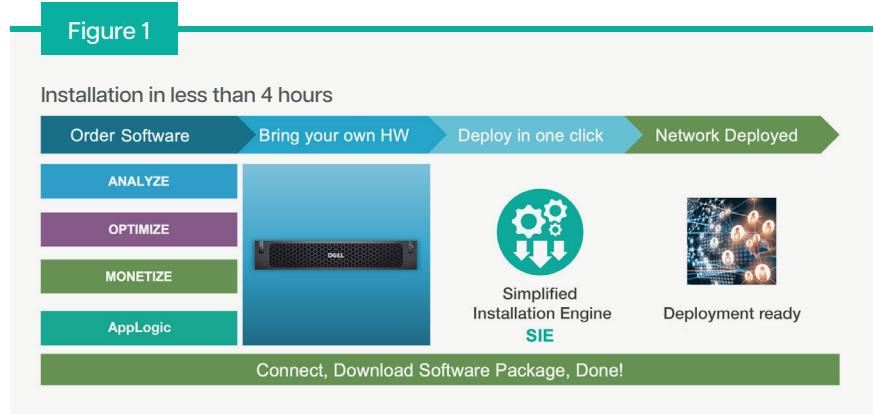 Figure 1
Installation in less than 4 hours
Order Software
Bring your own HW
Deploy in one click
Network Deployed
ANALYZE
OPTIMIZE
MONETIZE
AppLogic
DELL
Simplified
Installation Engine
SIE
Deployment ready
Connect, Download Software Package, Done!